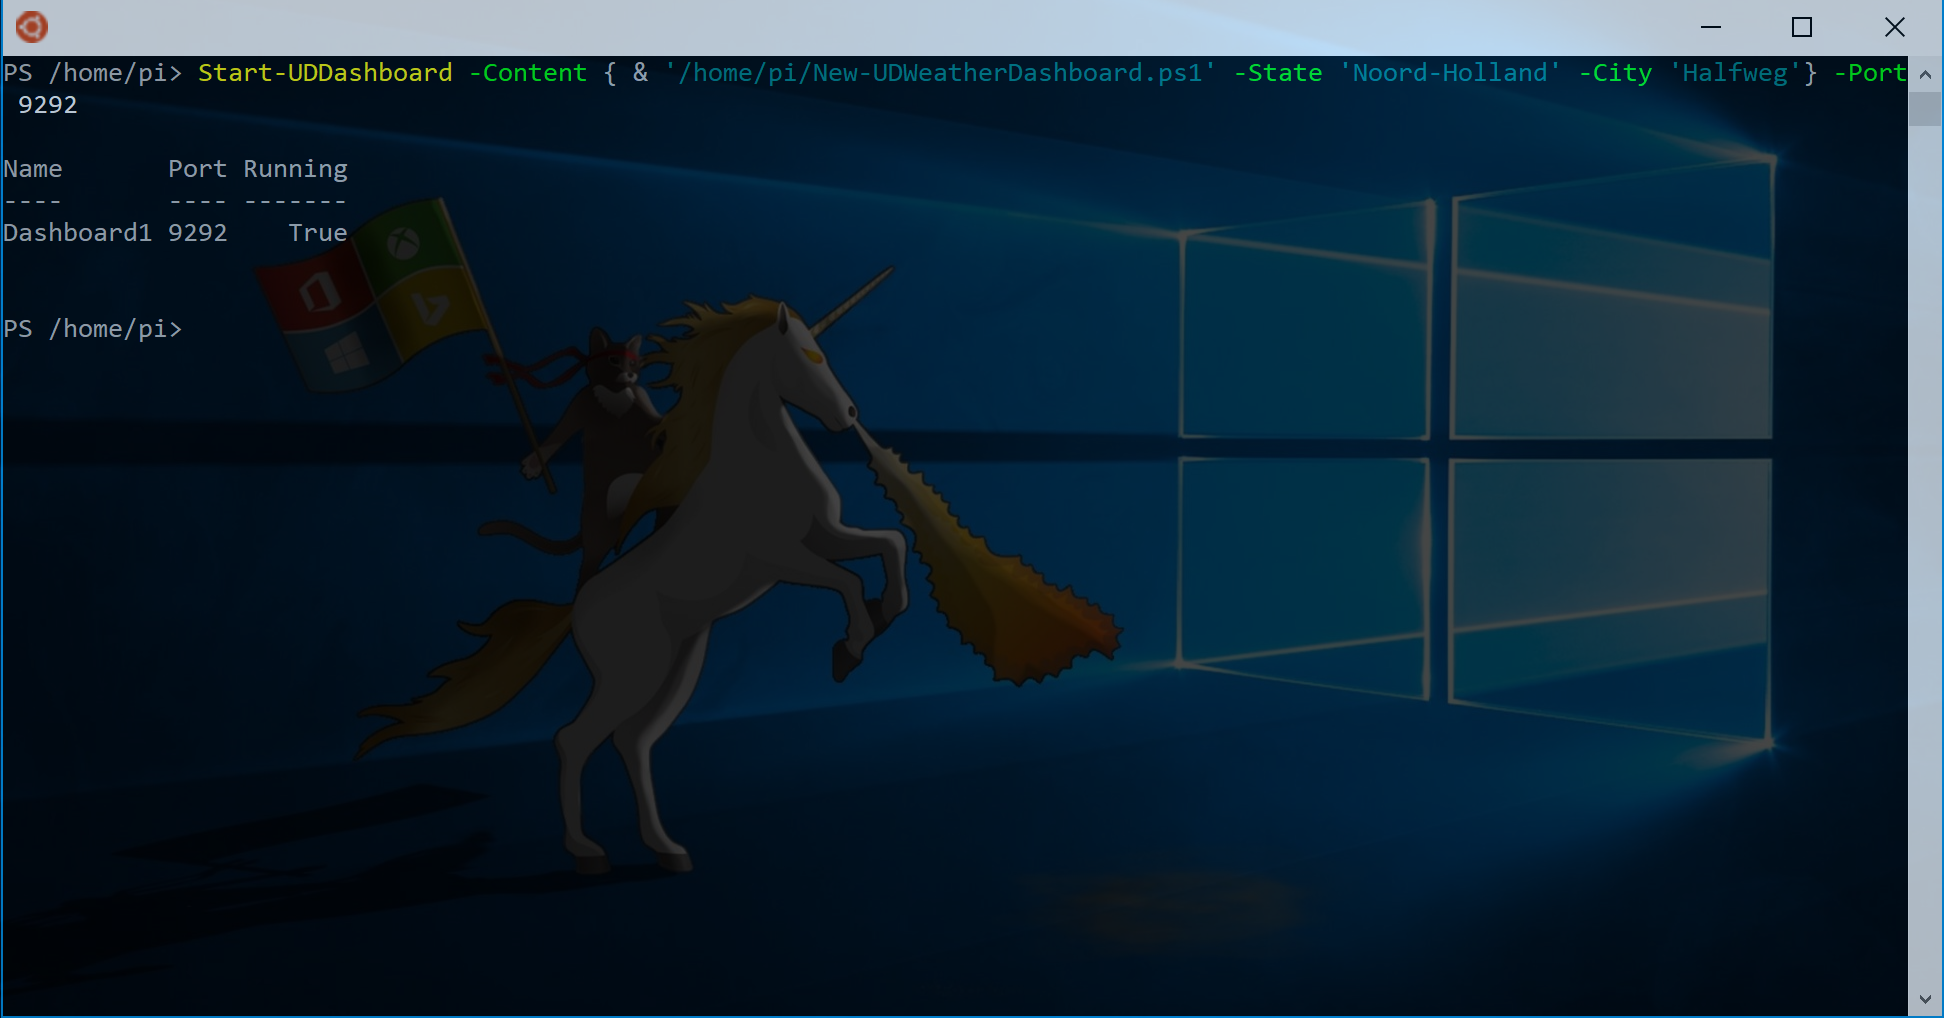 PS /home/pi> Start-UDDashboard -Content { & '/home/pi/New-UDWeatherDashboard.ps1' -State 'Noord-Holland' -City 'Halfweg'} -Port
 9292
Name       Port Running
----       ---- -------
Dashboard1 9292    True
PS /home/pi>